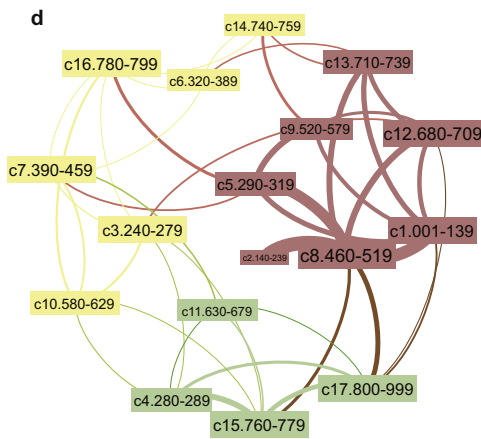 d
c14.740-759
c16.780-799
c6.320-389
c13.710-739
c9.520-579
c12.680-709
c7.390-459
c5.290-319
c3.240-279
c1.001-139
c2.140-239
c8.460-519
c10.580-629
c11.630-679
c4.280-289
c17.800-999
c15.760-779